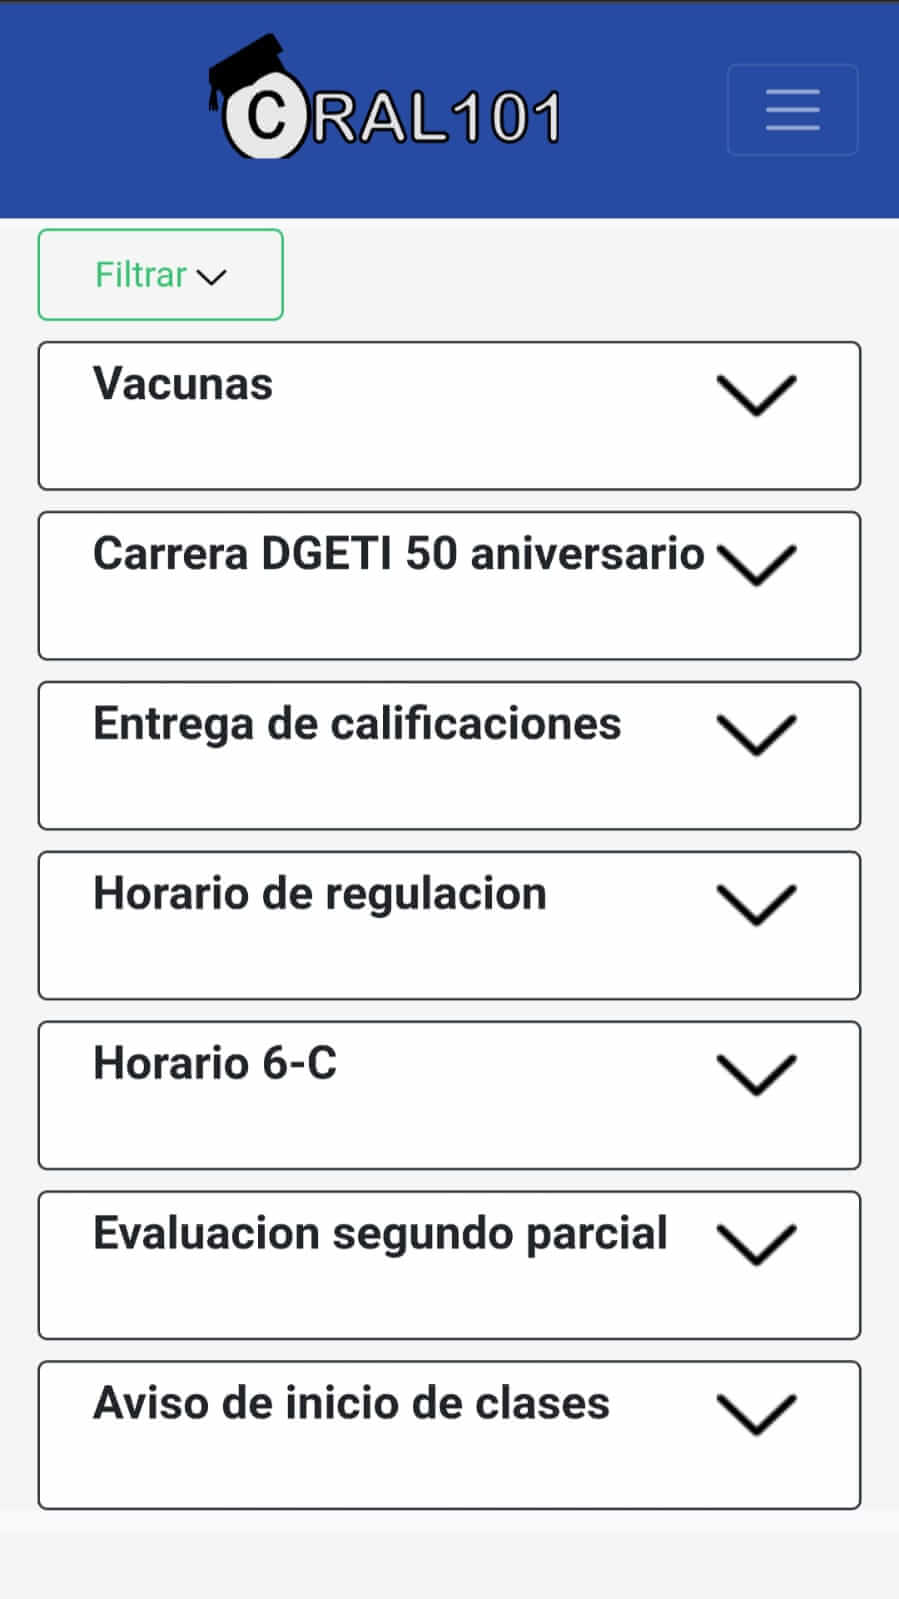 CRAL101
Filtrar
Vacunas
Carrera DGETI 50 aniversario
Entrega de calificaciones
Horario de regulacion
Horario 6-C
Evaluacion segundo parcial
Aviso de inicio de clases